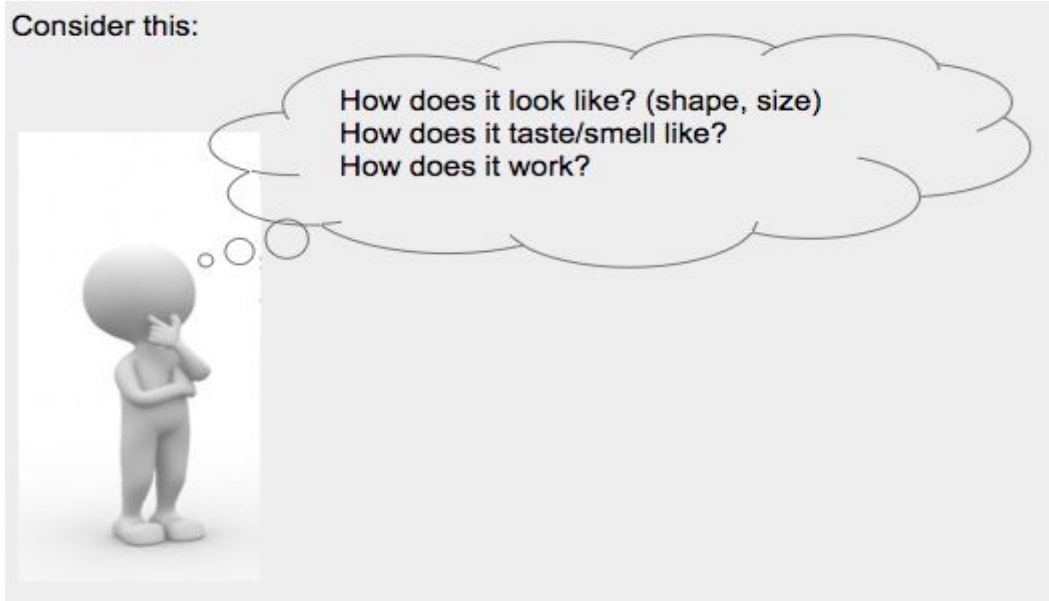 Consider this:
How does it look like? (shape, size)
How does it taste/smell like?
How does it work?